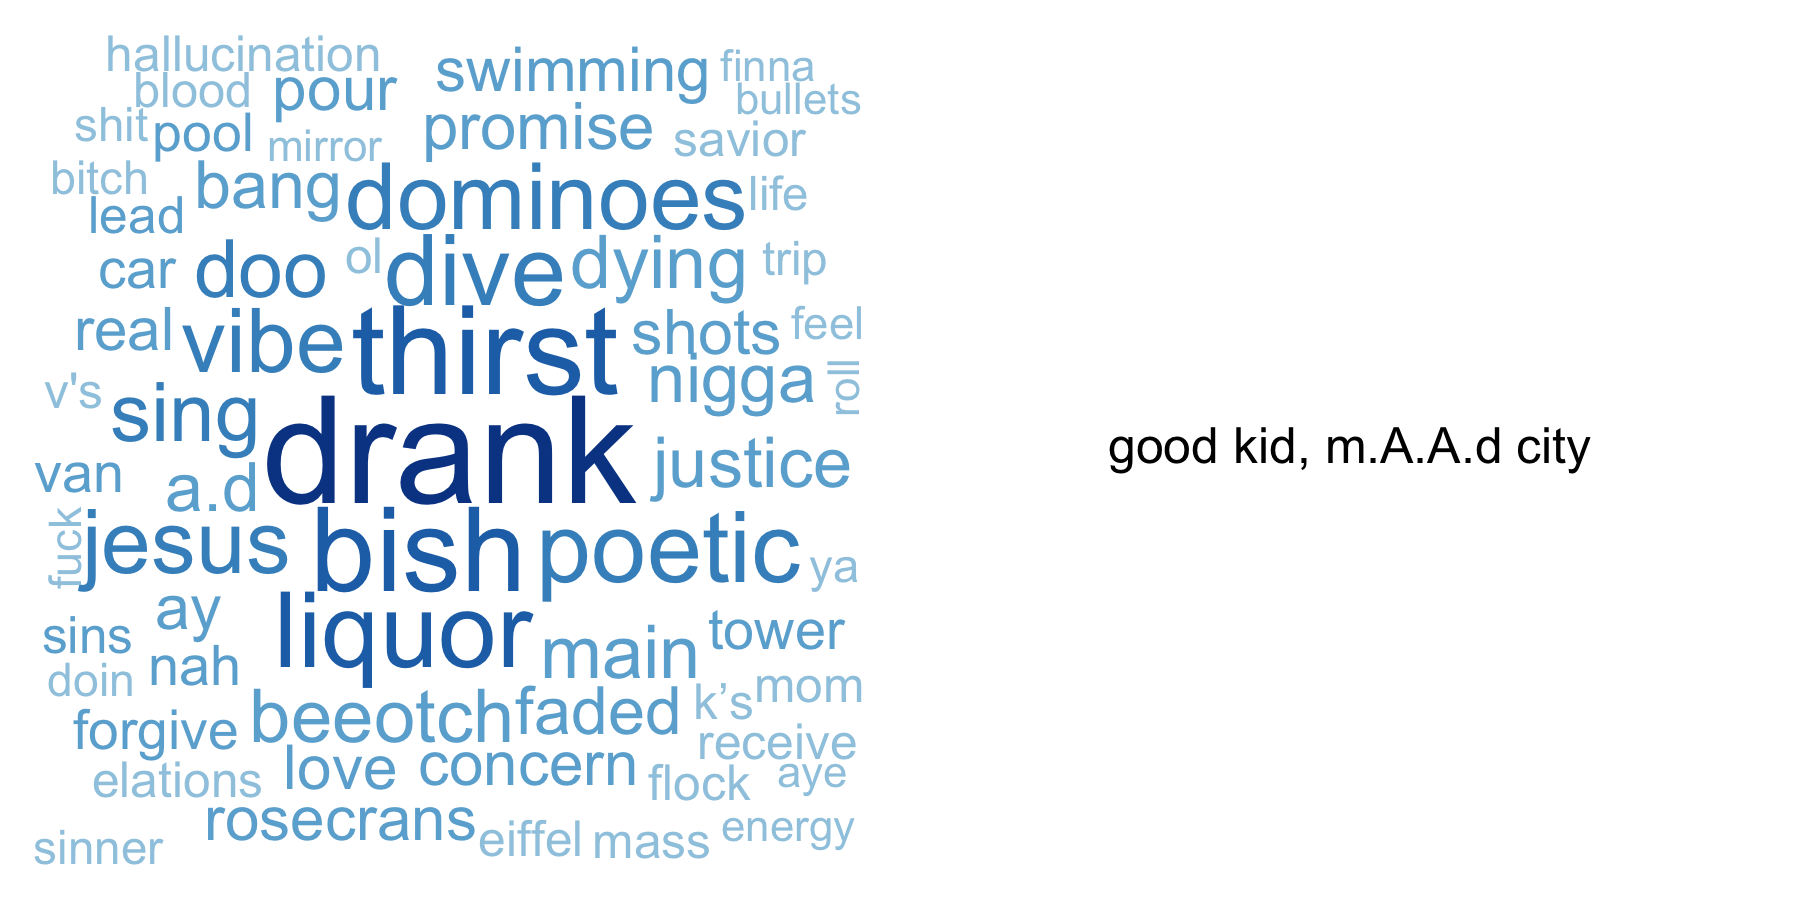 hallucination
swimming finna
blood pour
bullets
shit pool mirror promise savior
bitch bang dominoes life
lead
car doo ol dive dying trip
real vibe thirst shots feel
v's sing nigga roll
drank
good kid, m.A.A.d city
van a.d justice
fuck jesus bish poetic ya
ay liquor
sins nah main tower
doin
k’s mom
forgive beeotch faded
receive
elations love concern flock aye
rosecrans eiffel mass energy
sinner